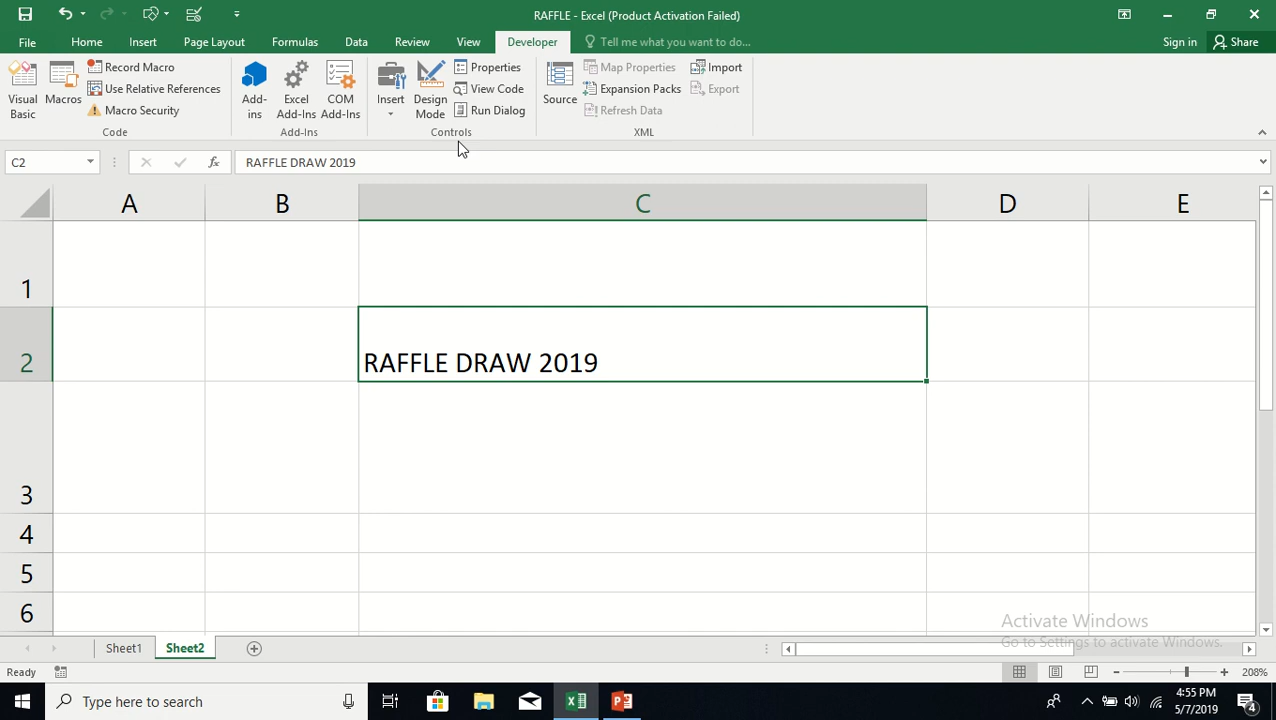 RAFFLE - Excel (Product Activation Failed)
File Home Insert Page Layout Formulas Data Review View Developer Tell me what you want to do... Sign in Share
Visual Basic
Macros
Record Macro
Use Relative References
Macro Security
Code
Add-ins
Excel Add-Ins
COM Add-Ins
Add-Ins
Insert
Design Mode
Properties
View Code
Run Dialog
Controls
Source
Map Properties
Expansion Packs
Refresh Data
Import
Export
XML
C2 fx RAFFLE DRAW 2019
A B C D E
1
2 RAFFLE DRAW 2019
3
4
5
6
Activate Windows
Go to Settings to activate Windows.
Sheet1 Sheet2
Ready 208%
Type here to search
4:55 PM
5/7/2019
4